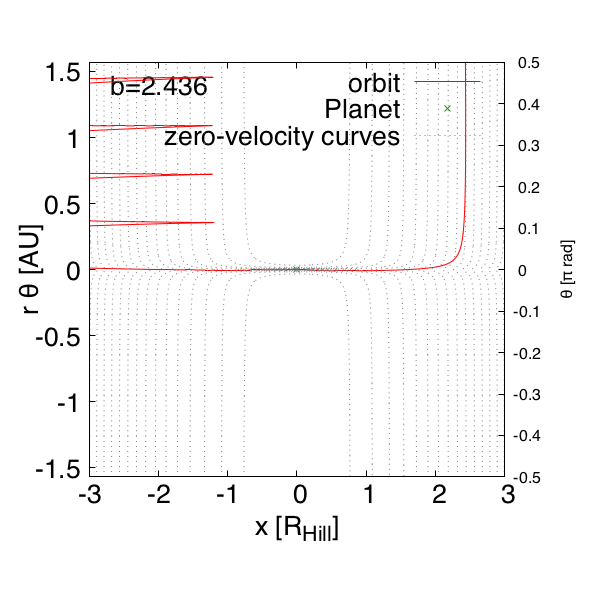 b=2.436
orbit
Planet
zero-velocity curves
1.5
1
0.5
0
-0.5
-1
-1.5
r θ [AU]
0.5
0.4
0.3
0.2
0.1
0
-0.1
-0.2
-0.3
-0.4
-0.5
θ [π rad]
-3 -2 -1 0 1 2 3
x [R_Hill]